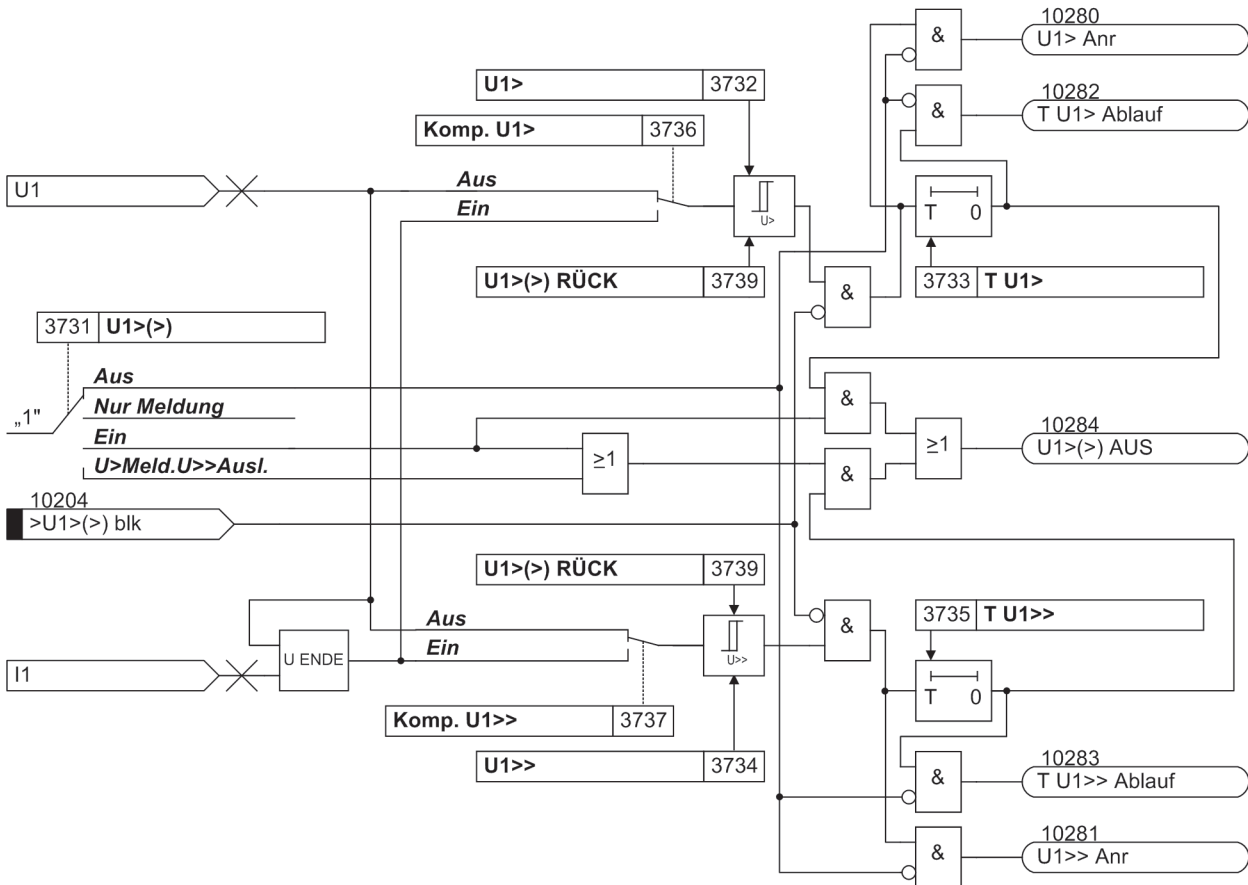 10280
& U1> Anr
U1> 3732
10282
& T U1> Ablauf
Komp. U1> 3736
U1
Aus
Ein
U>
T 0
U1>(>) RÜCK 3739
3733 T U1>
&
3731 U1>(>)
„1"
Aus
Nur Meldung
Ein
U>Meld.U>>Ausl.
≥1
&
&
≥1
10284
U1>(>) AUS
10204
>U1>(>) blk
U1>(>) RÜCK 3739
Aus
Ein
U>>
&
3735 T U1>>
T 0
U ENDE
I1
Komp. U1>> 3737
U1>> 3734
10283
& T U1>> Ablauf
10281
& U1>> Anr